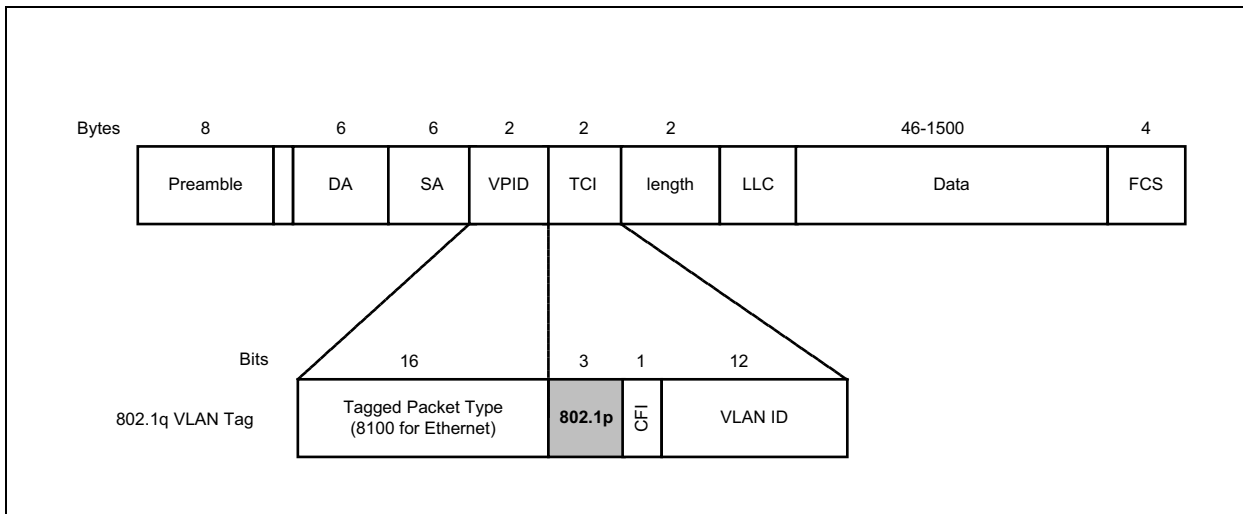 Bytes 8 6 6 2 2 2 46-1500 4
Preamble DA SA VPID TCI length LLC Data FCS
Bits 16 3 1 12
802.1q VLAN Tag
Tagged Packet Type
(8100 for Ethernet)
802.1p
CFI
VLAN ID